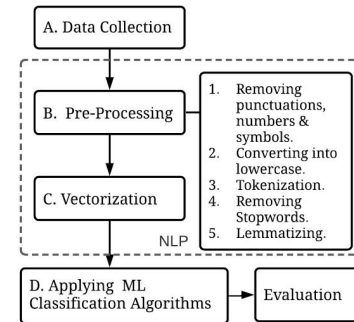 A. Data Collection
B. Pre-Processing
1. Removing
punctuations,
numbers &
symbols.
2. Converting into
lowercase.
3. Tokenization.
4. Removing
Stopwords.
5. Lemmatizing.
C. Vectorization
NLP
D. Applying ML
Classification Algorithms
Evaluation